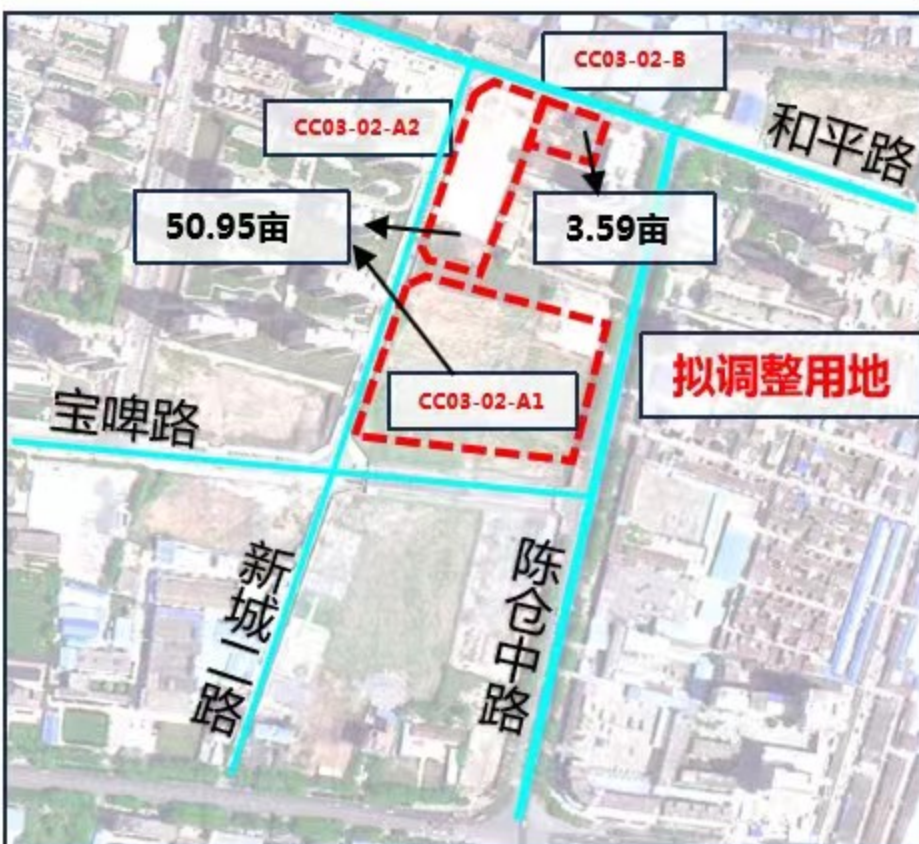 CC03-02-B
CC03-02-A2
和平路
50.95亩
3.59亩
拟调整用地
CC03-02-A1
宝啤路
新城二路
陈仓中路